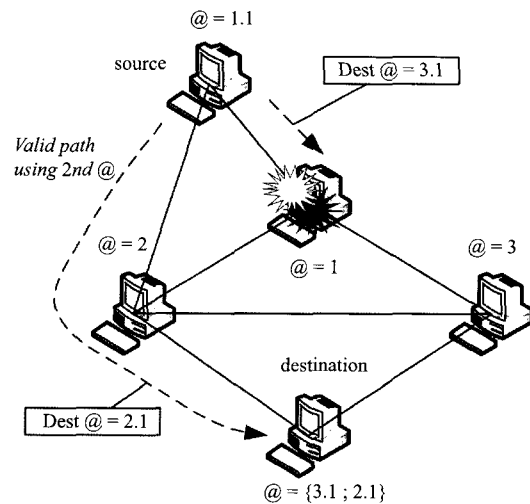 @ = 1.1
source
Dest @ = 3.1
Valid path
using 2nd @
@ = 2
@ = 1
@ = 3
destination
Dest @ = 2.1
@ = {3.1 ; 2.1}